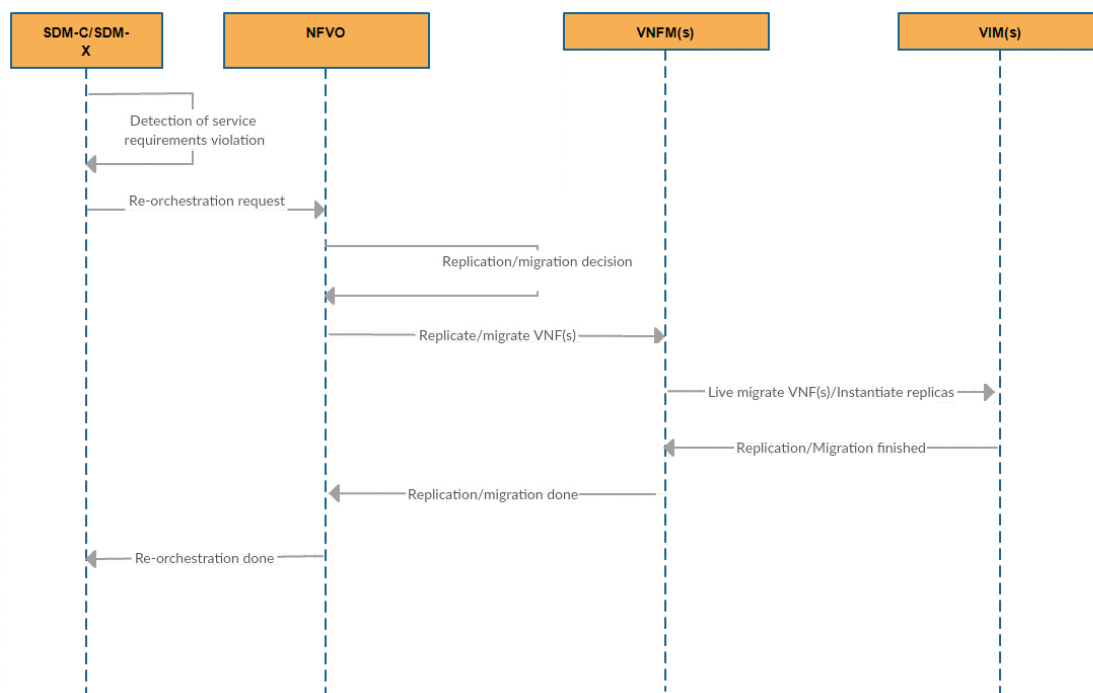 SDM-C/SDM-
X
NFVO
VNFM(s)
VIM(s)
Detection of service
requirements violation
Re-orchestration request
Replication/migration decision
Replicate/migrate VNF(s)
Live migrate VNF(s)/Instantiate replicas
Replication/Migration finished
Replication/migration done
Re-orchestration done